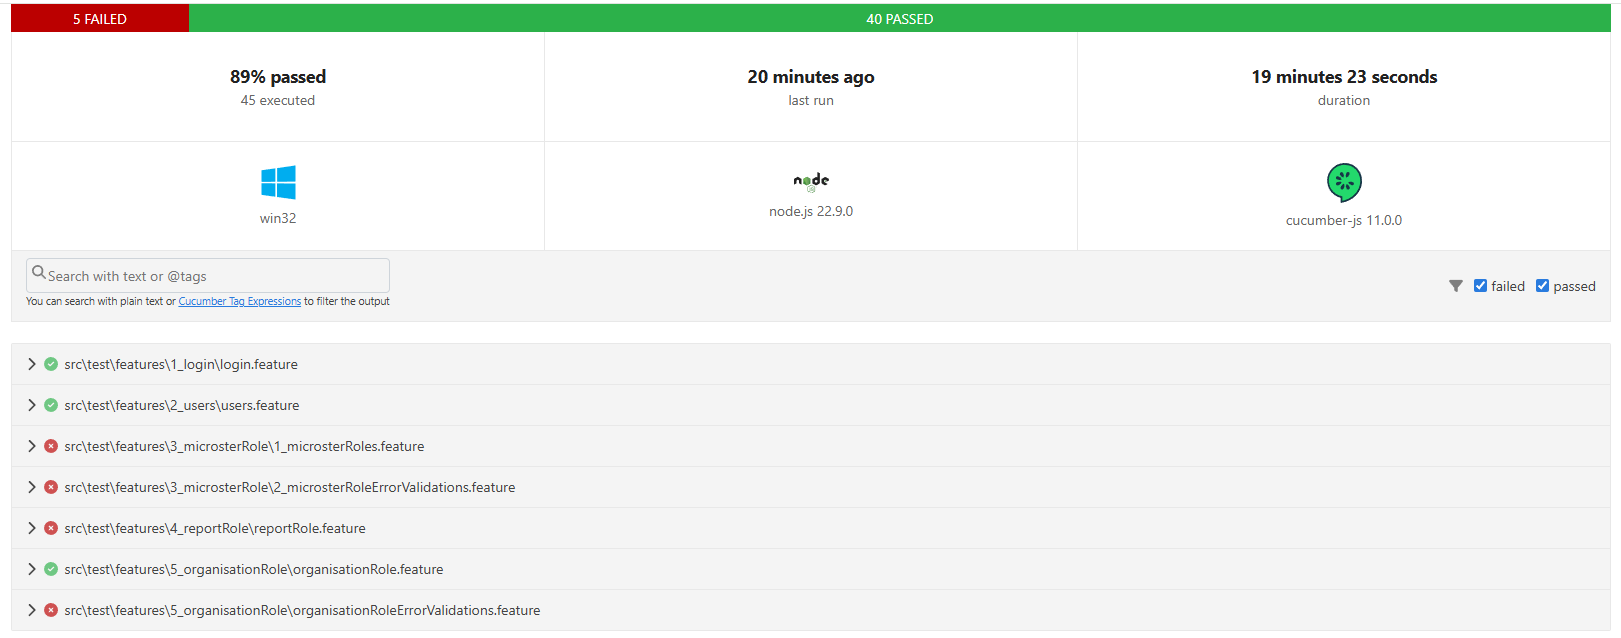 5 FAILED
40 PASSED
89% passed
45 executed
20 minutes ago
last run
19 minutes 23 seconds
duration
win32
node
node.js 22.9.0
cucumber-js 11.0.0
Search with text or @tags
You can search with plain text or Cucumber Tag Expressions to filter the output
failed
passed
src\test\features\1_login\login.feature
src\test\features\2_users\users.feature
src\test\features\3_microsterRole\1_microsterRoles.feature
src\test\features\3_microsterRole\2_microsterRoleErrorValidations.feature
src\test\features\4_reportRole\reportRole.feature
src\test\features\5_organisationRole\organisationRole.feature
src\test\features\5_organisationRole\organisationRoleErrorValidations.feature